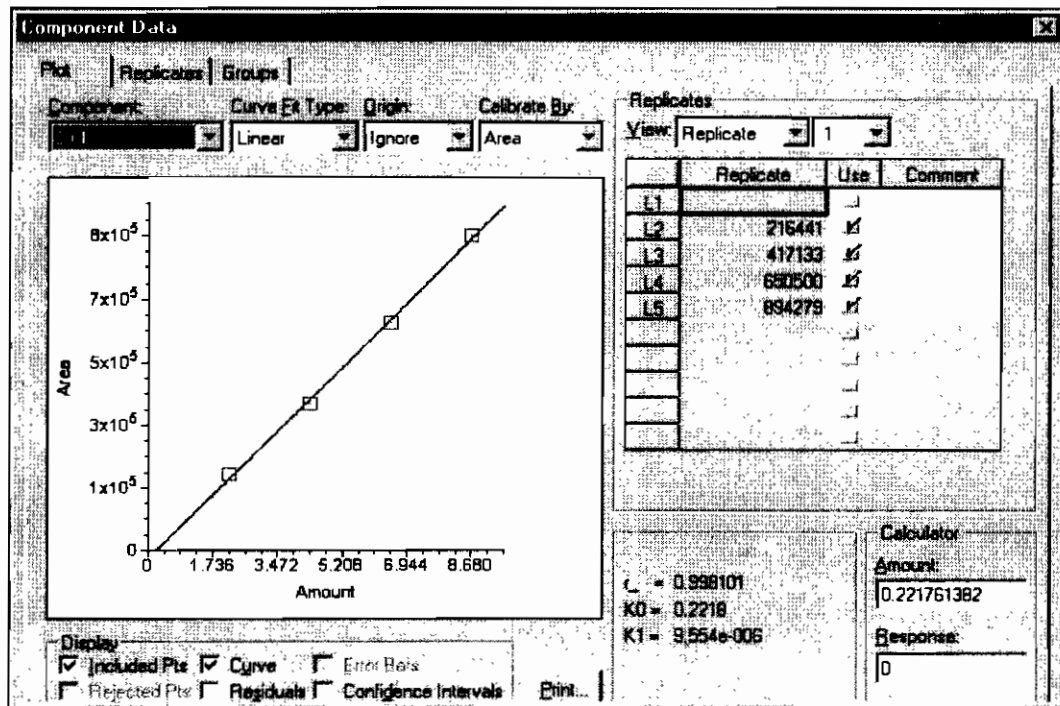 Component Data
Plot Replicates Groups
Component: Curve Fit Type: Origin: Calibrate By:
Linear Ignore Area
Replicates
View: Replicate 1
Replicate Use Comment
L1
L2 216441
L3 417133
L4 650500
L5 894279
8x10⁵
7x10⁵
5x10⁵
3x10⁵
1x10⁵
0
Area
0 1.736 3.472 5.208 6.944 8.680
Amount
= 0.998101
K0 = 0.2218
K1 = 9.554e-006
Calculator
Amount:
0.221761382
Response:
0
Display
Included Pts Curve Error Bars
Rejected Pts Residuals Confidence Intervals Print...